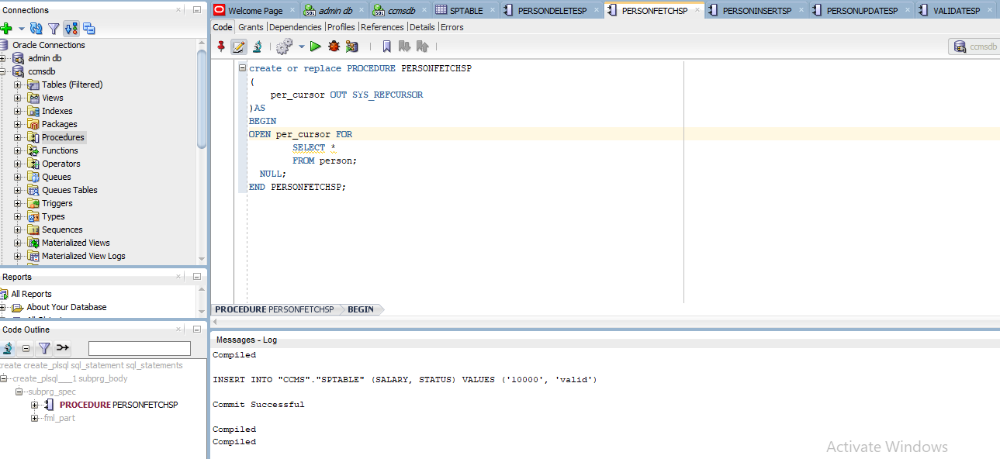 Connections
Oracle Connections
admin db
ccmsdb
Tables (Filtered)
Views
Indexes
Packages
Procedures
Functions
Operators
Queues
Queues Tables
Triggers
Types
Sequences
Materialized Views
Materialized View Logs
Reports
All Reports
About Your Database
Code Outline
create create_plsql sql_statement sql_statements
create_plsql___1 subprg_body
subprg_spec
PROCEDURE PERSONFETCHSP
fml_part
Welcome Page admin db ccmsdb SPTABLE PERSONDELETESP PERSONFETCHSP PERSONINSERTSP PERSONUPDATESP VALIDATESP
Code Grants Dependencies Profiles References Details Errors
ccmsdb
create or replace PROCEDURE PERSONFETCHSP
(
per_cursor OUT SYS_REFCURSOR
)AS
BEGIN
OPEN per_cursor FOR
SELECT *
FROM person;
NULL;
END PERSONFETCHSP;
PROCEDURE PERSONFETCHSP BEGIN
Messages - Log
Compiled
INSERT INTO "CCMS"."SPTABLE" (SALARY, STATUS) VALUES ('10000', 'valid')
Commit Successful
Compiled
Compiled
Activate Windows